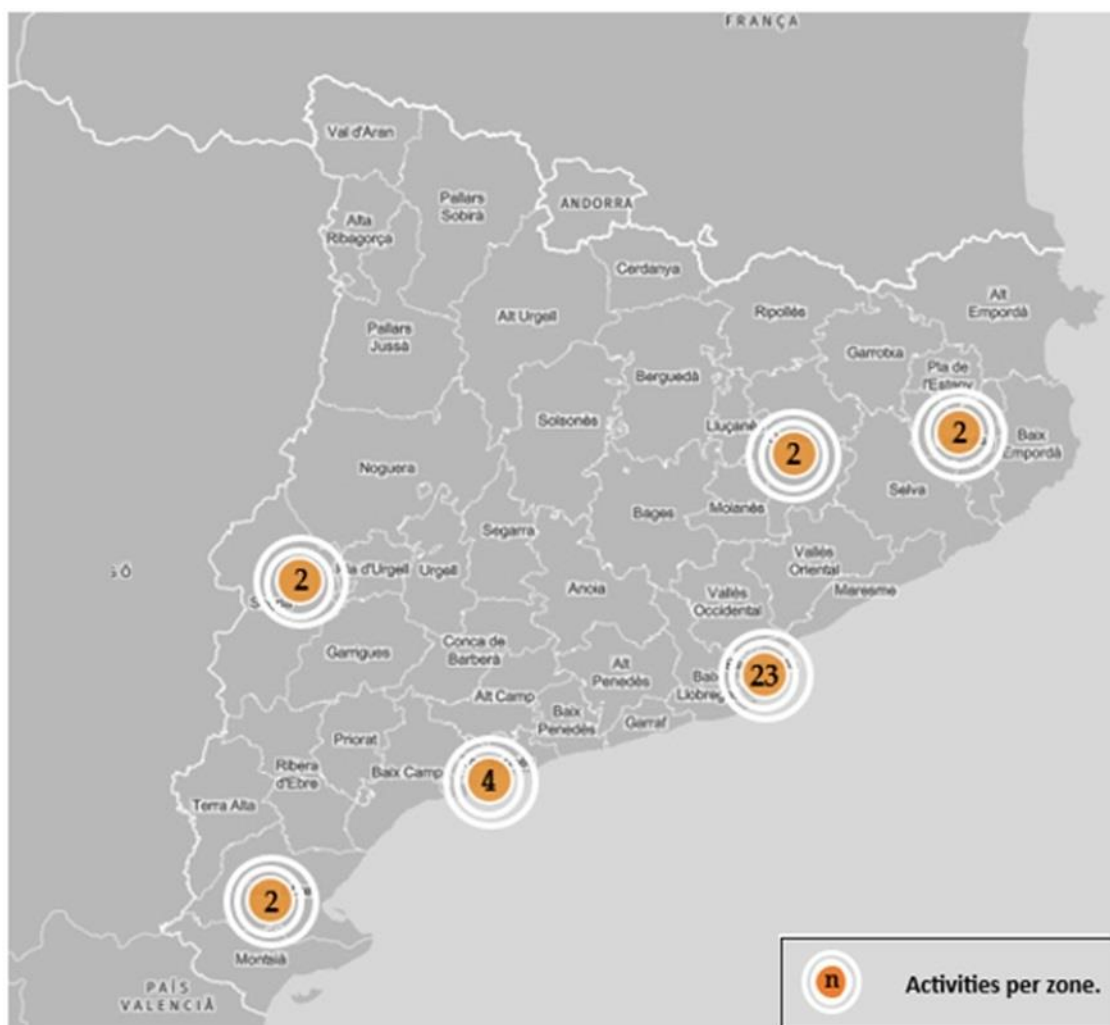 FRANÇA
Val d'Aran
Pallars
Sobirà
ANDORRA
Alta
Ribagorça
Cerdanya
Alt
Empordà
Ripollès
Alt Urgell
Pallars
Jussà
Garrotxa
Pla de
l'Estany
Berguedà
Solsonès
Lluçanès
2
2
Baix
Empordà
Noguera
Selva
Bages
Moianès
Segarra
Vallès
Oriental
d'Urgell
Urgell
2
Anoia
Vallès
Occidental
Maresme
Garrigues
Conca de
Barberà
Alt
Penedès
23
Alt Camp
Baix
Penedès
Garraf
Priorat
Baix Camp
4
Ribera
d'Ebre
Terra Alta
2
Montsià
PAÍS
VALENCIÀ
n
Activities per zone.